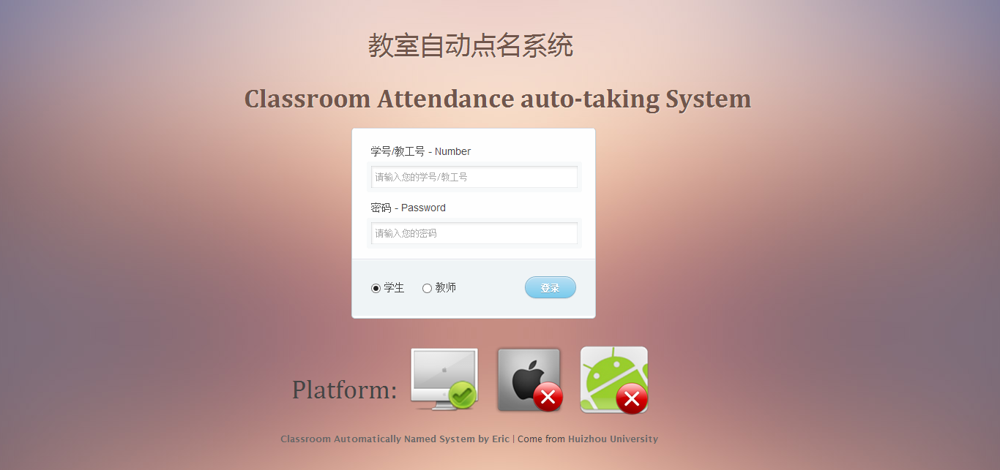 教室自动点名系统
Classroom Attendance auto-taking System
学号/教工号 - Number
请输入您的学号/教工号
密码 - Password
请输入您的密码
学生 教师 登录
Platform:
Classroom Automatically Named System by Eric | Come from Huizhou University